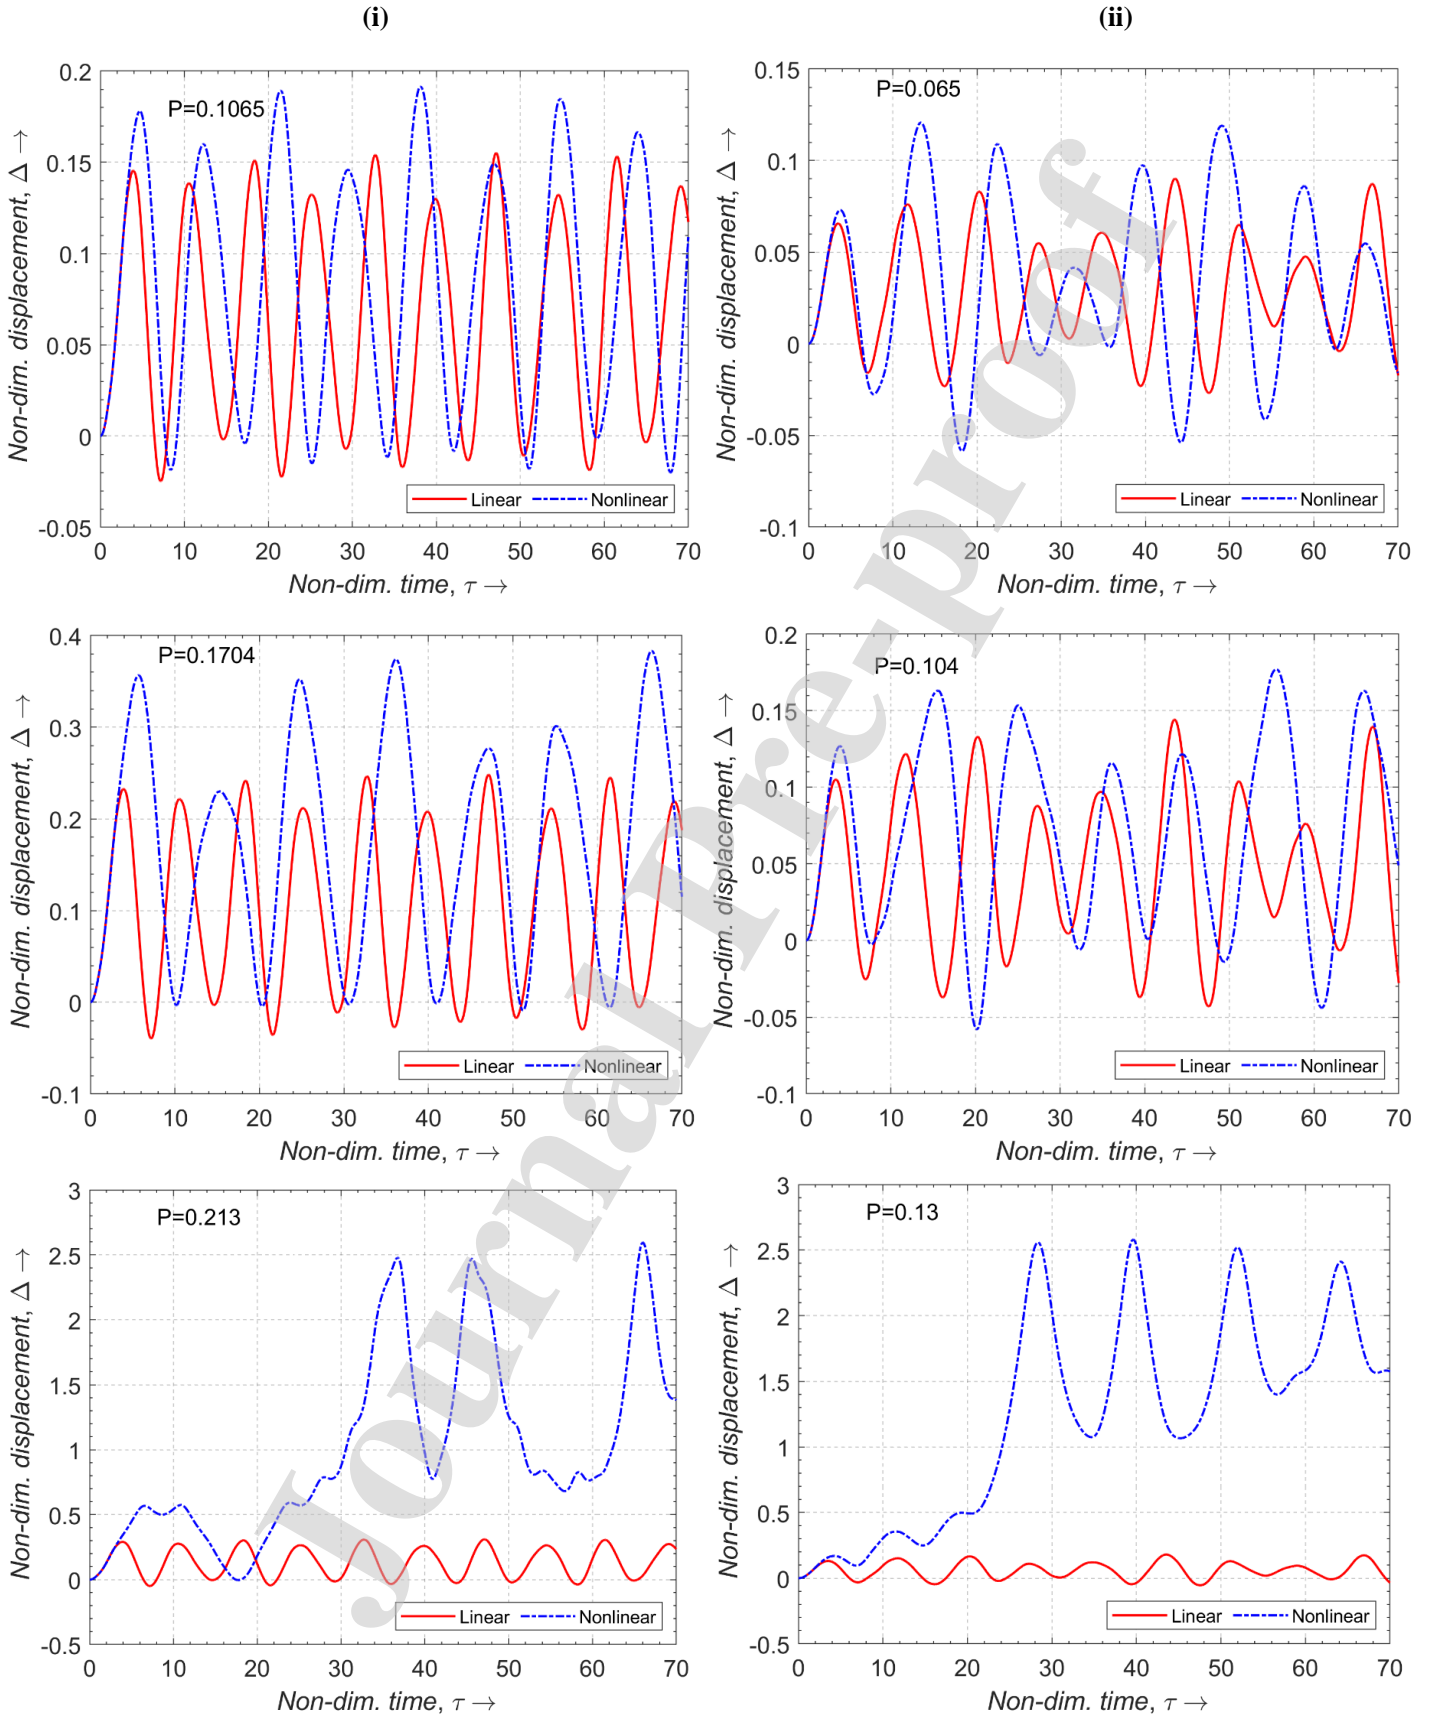 (i)
(ii)
P=0.1065
Non-dim. displacement, Δ →
0.2
0.15
0.1
0.05
0
-0.05
Linear Nonlinear
0 10 20 30 40 50 60 70
Non-dim. time, τ →
P=0.065
Non-dim. displacement, Δ →
0.15
0.1
0.05
0
-0.05
-0.1
Linear Nonlinear
0 10 20 30 40 50 60 70
Non-dim. time, τ →
P=0.1704
Non-dim. displacement, Δ →
0.4
0.3
0.2
0.1
0
-0.1
Linear Nonlinear
0 10 20 30 40 50 60 70
Non-dim. time, τ →
P=0.104
Non-dim. displacement, Δ →
0.2
0.15
0.1
0.05
0
-0.05
-0.1
Linear Nonlinear
0 10 20 30 40 50 60 70
Non-dim. time, τ →
P=0.213
Non-dim. displacement, Δ →
3
2.5
2
1.5
1
0.5
0
-0.5
Linear Nonlinear
0 10 20 30 40 50 60 70
Non-dim. time, τ →
P=0.13
Non-dim. displacement, Δ →
3
2.5
2
1.5
1
0.5
0
-0.5
Linear Nonlinear
0 10 20 30 40 50 60 70
Non-dim. time, τ →
Journal Pre-proof